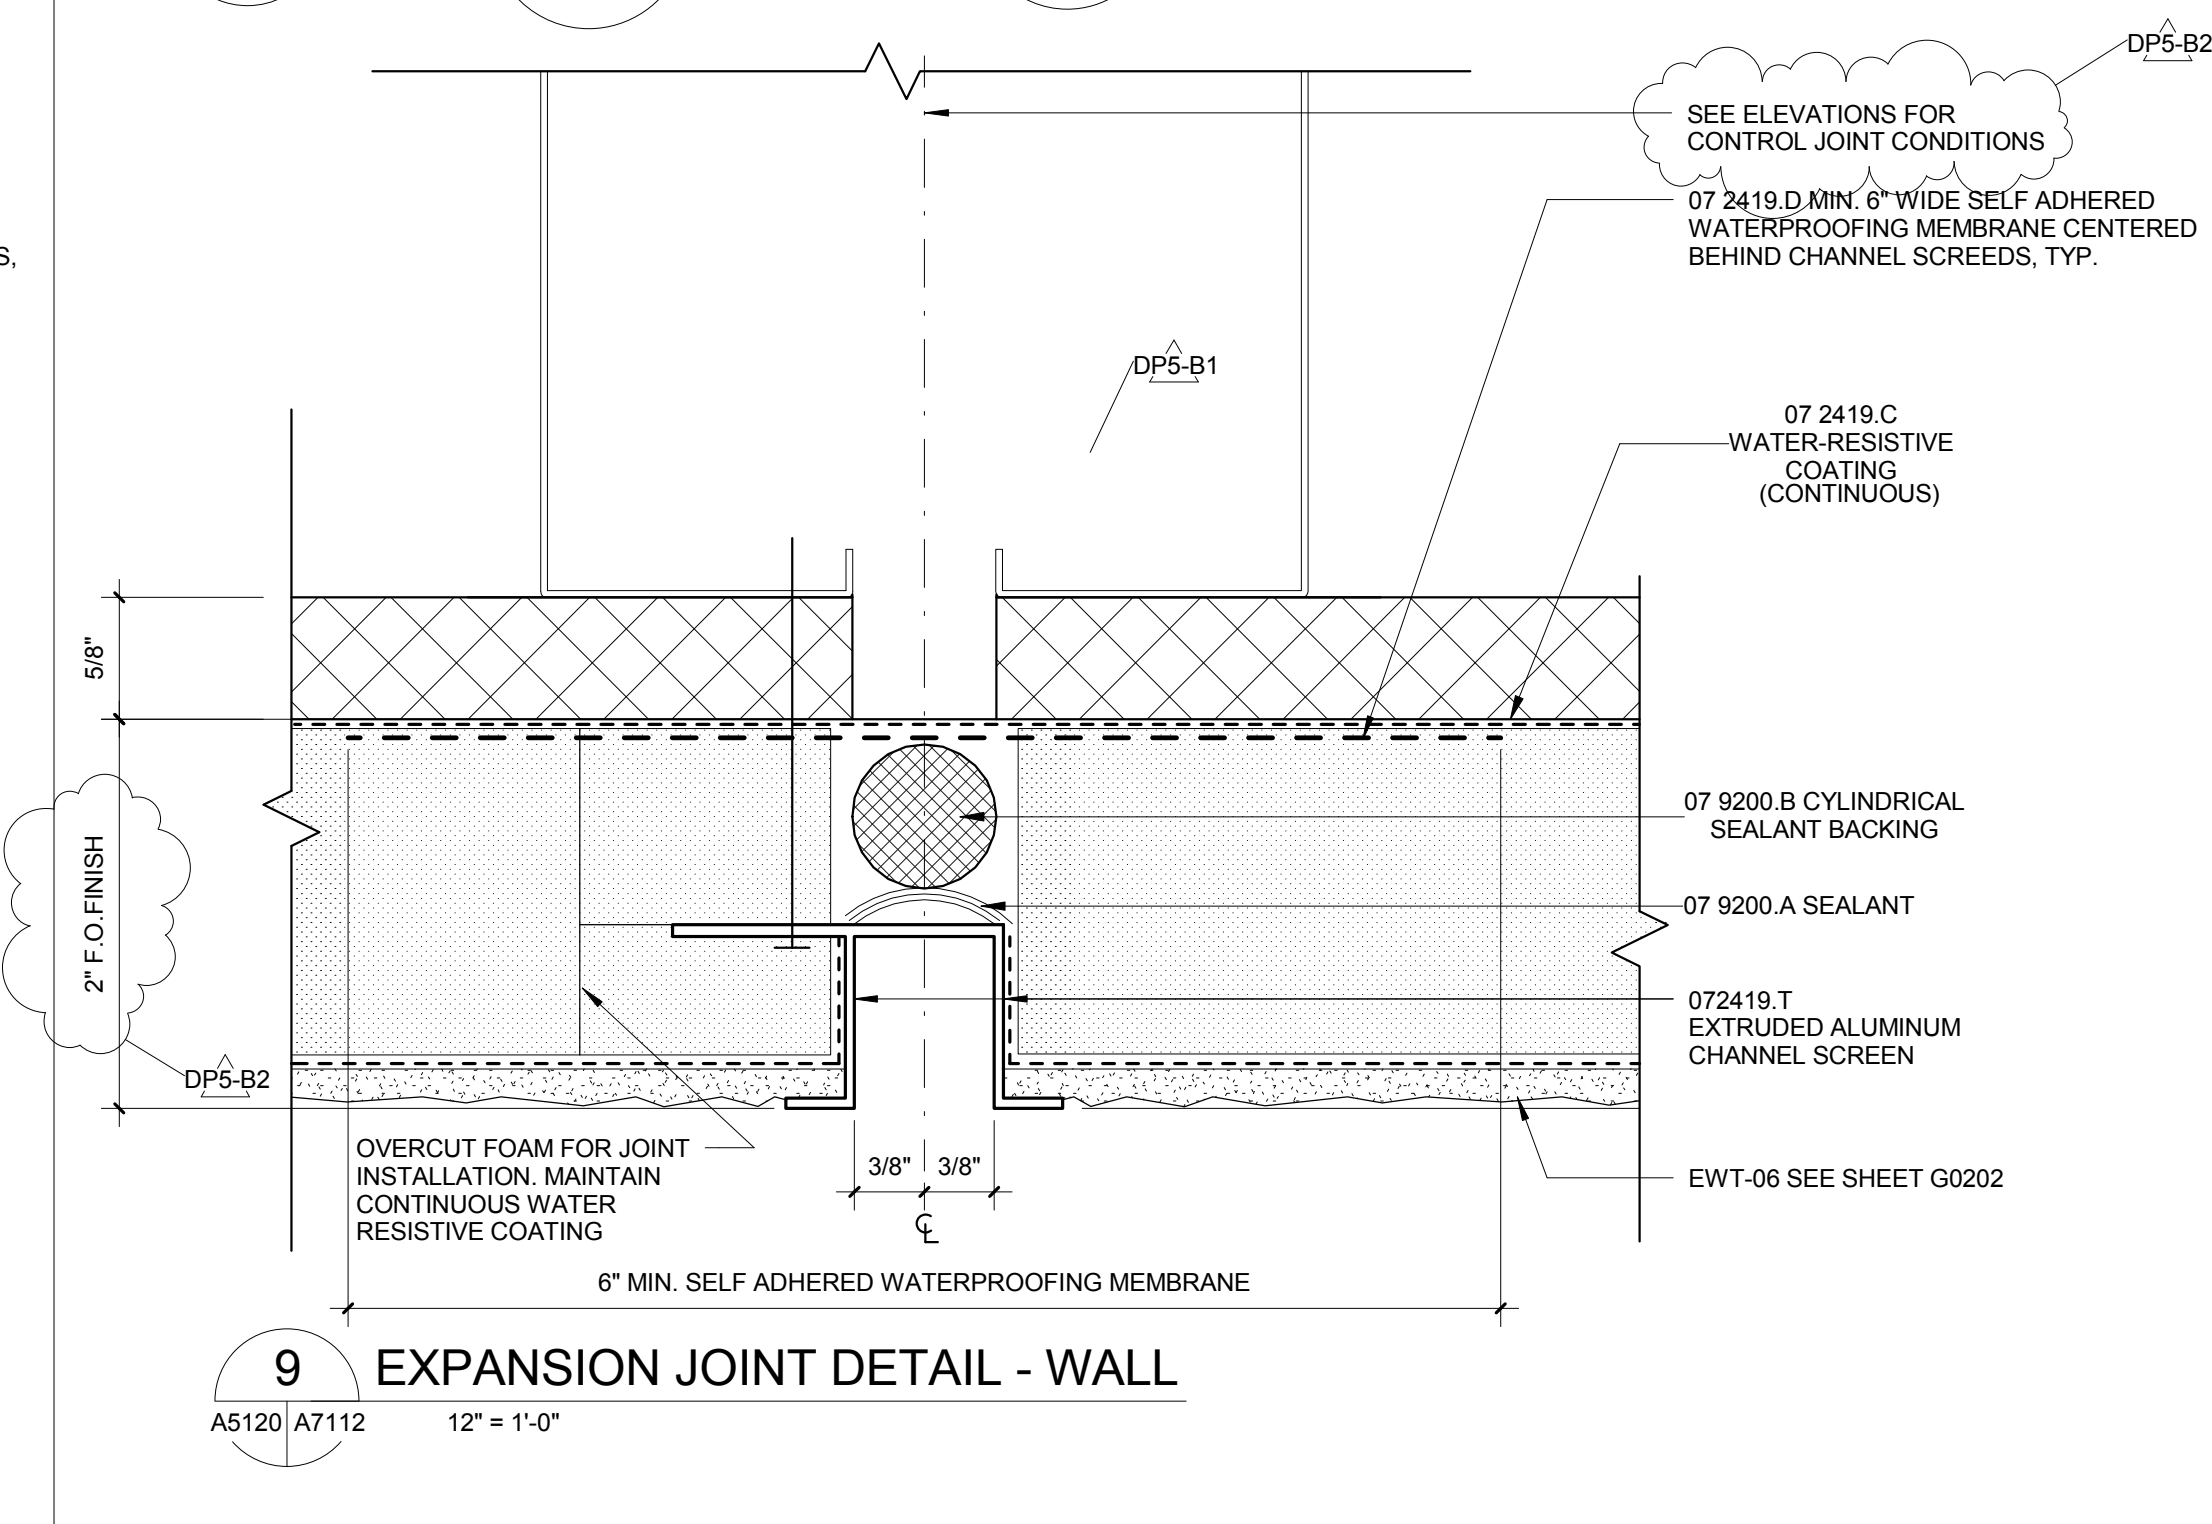 DP5-B2
SEE ELEVATIONS FOR
CONTROL JOINT CONDITIONS
07 2419.D MIN. 6" WIDE SELF ADHERED
WATERPROOFING MEMBRANE CENTERED
BEHIND CHANNEL SCREEDS, TYP.
S,
DP5-B1
07 2419.C
WATER-RESISTIVE
COATING
(CONTINUOUS)
5/8"
07 9200.B CYLINDRICAL
SEALANT BACKING
2" F.O.FINISH
07 9200.A SEALANT
072419.T
EXTRUDED ALUMINUM
CHANNEL SCREEN
DP5-B2
OVERCUT FOAM FOR JOINT
INSTALLATION. MAINTAIN
CONTINUOUS WATER
RESISTIVE COATING
3/8" 3/8"
℄
EWT-06 SEE SHEET G0202
6" MIN. SELF ADHERED WATERPROOFING MEMBRANE
9 EXPANSION JOINT DETAIL - WALL
A5120 A7112 12" = 1'-0"